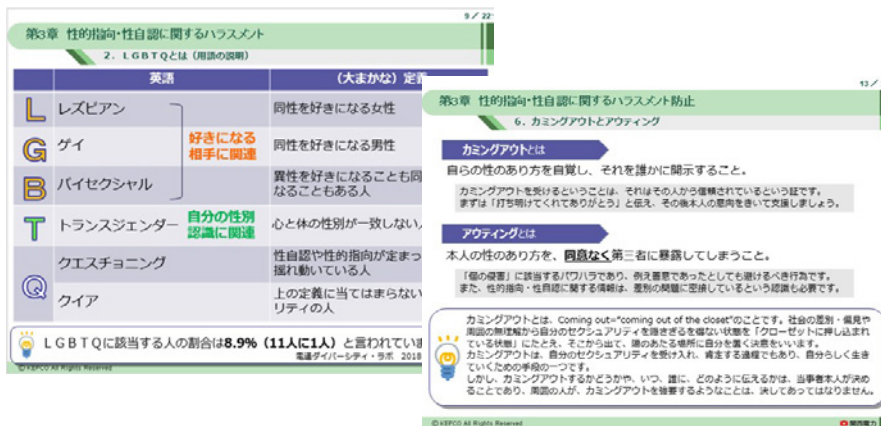 9 / 22
第3章 性的指向・性自認に関するハラスメント
2. LGBTQとは（用語の説明）
英語 （大まかな）定義
L レズビアン 同性を好きになる女性
G ゲイ 好きになる相手に関連 同性を好きになる男性
B バイセクシャル 異性を好きになることも同
なることもある人
T トランスジェンダー 自分の性別認識に関連 心と体の性別が一致しない
Q クエスチョニング 性自認や性的指向が定まっ
揺れ動いている人
クイア 上の定義に当てはまらない
リティの人
LGBTQに該当する人の割合は8.9%（11人に1人）と言われていま
電通ダイバーシティ・ラボ 2018
© KEPCO All Rights Reserved
13 /
第3章 性的指向・性自認に関するハラスメント防止
6. カミングアウトとアウティング
カミングアウトとは
自らの性のあり方を自覚し、それを誰かに開示すること。
カミングアウトを受けるということは、それはその人から信頼されているという証です。
まずは「打ち明けてくれてありがとう」と伝え、その後本人の意向をきいて支援しましょう。
アウティングとは
本人の性のあり方を、同意なく第三者に暴露してしまうこと。
「個の侵害」に該当するパワハラであり、例え善意であったとしても避けるべき行為です。
また、性的指向・性自認に関する情報は、差別の問題に密接しているという認識も必要です。
カミングアウトとは、Coming out="coming out of the closet"のことです。社会の差別・偏見や
周囲の無理解から自分のセクシュアリティを隠さざるを得ない状態を「クローゼットに押し込まれ
ている状態」にたとえ、そこから出て、陽のあたる場所に自分を置く決意をいいます。
カミングアウトは、自分のセクシュアリティを受け入れ、肯定する過程でもあり、自分らしく生き
ていくための手段の一つです。
しかし、カミングアウトするかどうかや、いつ、誰に、どのように伝えるかは、当事者本人が決め
ることであり、周囲の人が、カミングアウトを強要するようなことは、決してあってはなりません。
© KEPCO All Rights Reserved
関西電力